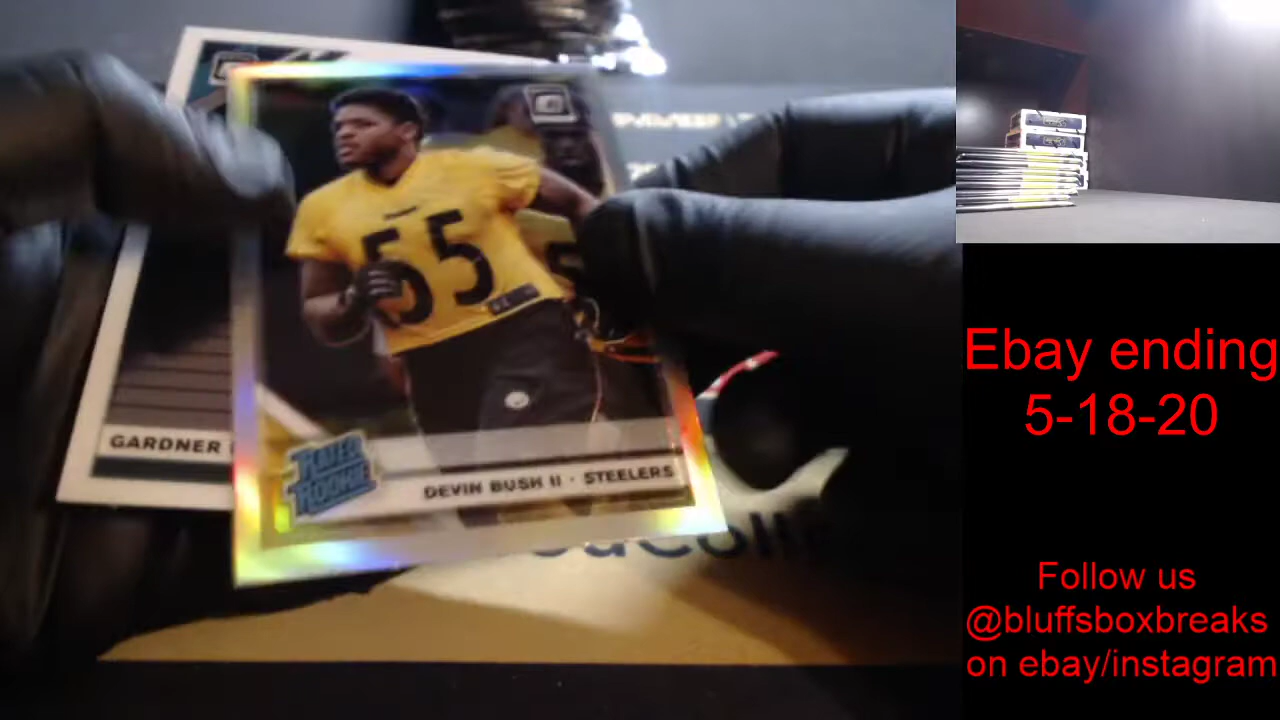 55
RATED
ROOKIE
DEVIN BUSH II · STEELERS
GARDNER
Ebay ending
5-18-20
Follow us
@bluffsboxbreaks
on ebay/instagram